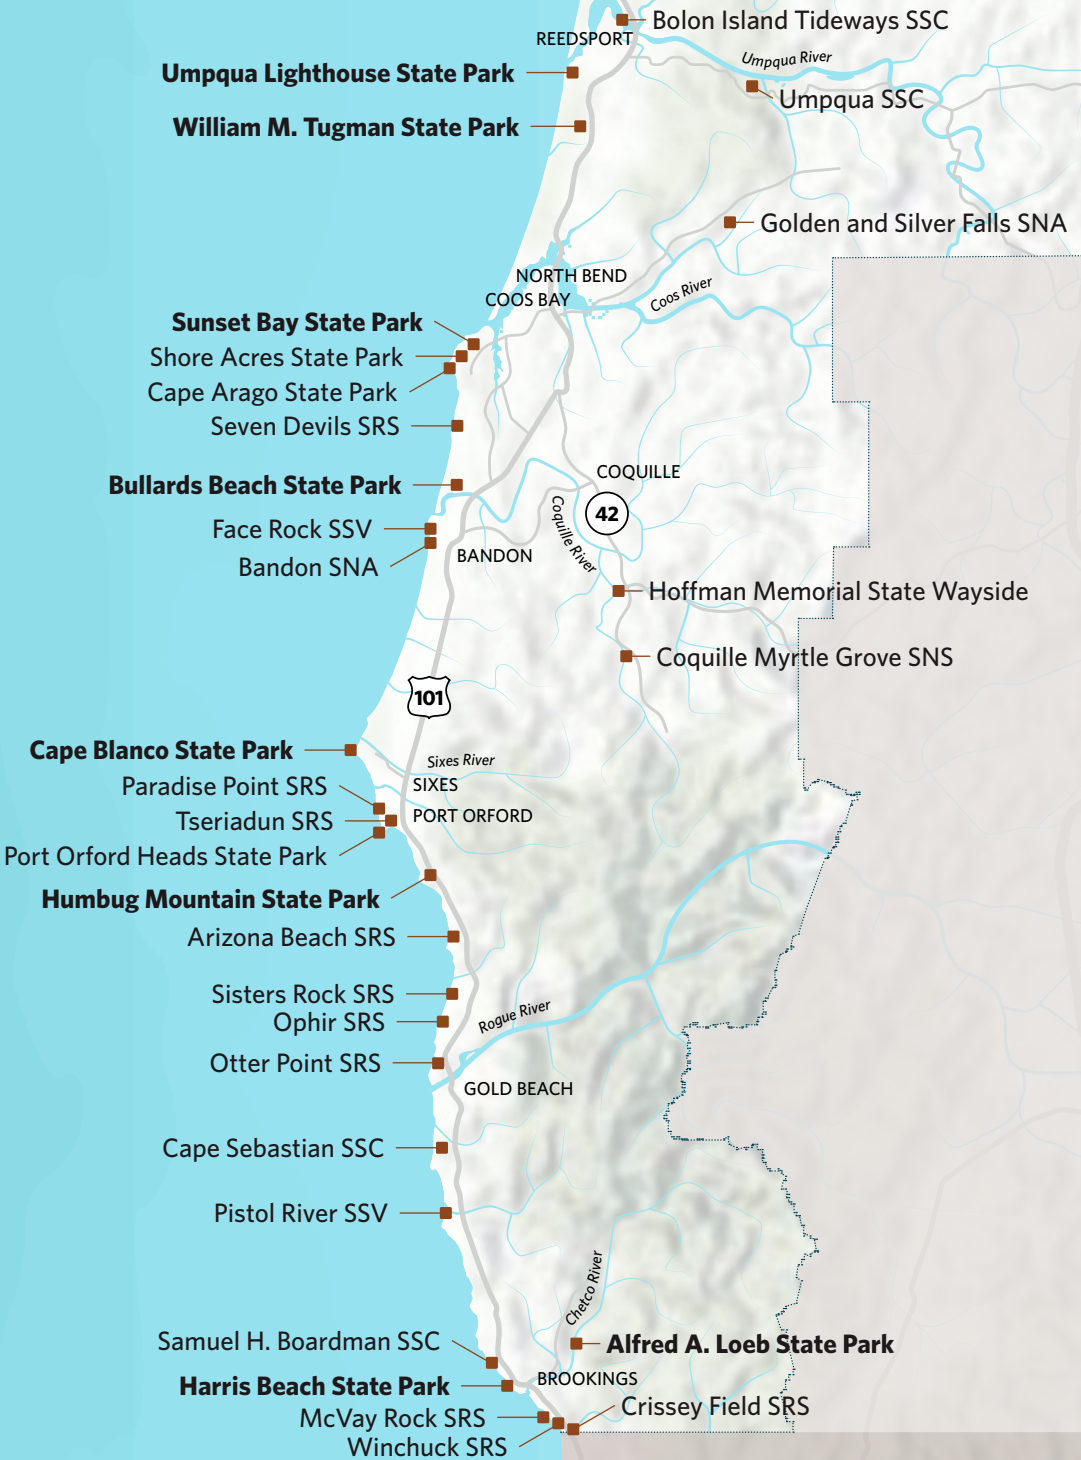 Bolon Island Tideways SSC
REEDSPORT
Umpqua River
Umpqua Lighthouse State Park
Umpqua SSC
William M. Tugman State Park
Golden and Silver Falls SNA
NORTH BEND
COOS BAY
Coos River
Sunset Bay State Park
Shore Acres State Park
Cape Arago State Park
Seven Devils SRS
COQUILLE
Bullards Beach State Park
42
Coquille River
Face Rock SSV
BANDON
Bandon SNA
Hoffman Memorial State Wayside
Coquille Myrtle Grove SNS
101
Cape Blanco State Park
Sixes River
SIXES
Paradise Point SRS
PORT ORFORD
Tseriadun SRS
Port Orford Heads State Park
Humbug Mountain State Park
Arizona Beach SRS
Sisters Rock SRS
Rogue River
Ophir SRS
Otter Point SRS
GOLD BEACH
Cape Sebastian SSC
Pistol River SSV
Chetco River
Samuel H. Boardman SSC
Alfred A. Loeb State Park
BROOKINGS
Harris Beach State Park
Crissey Field SRS
McVay Rock SRS
Winchuck SRS